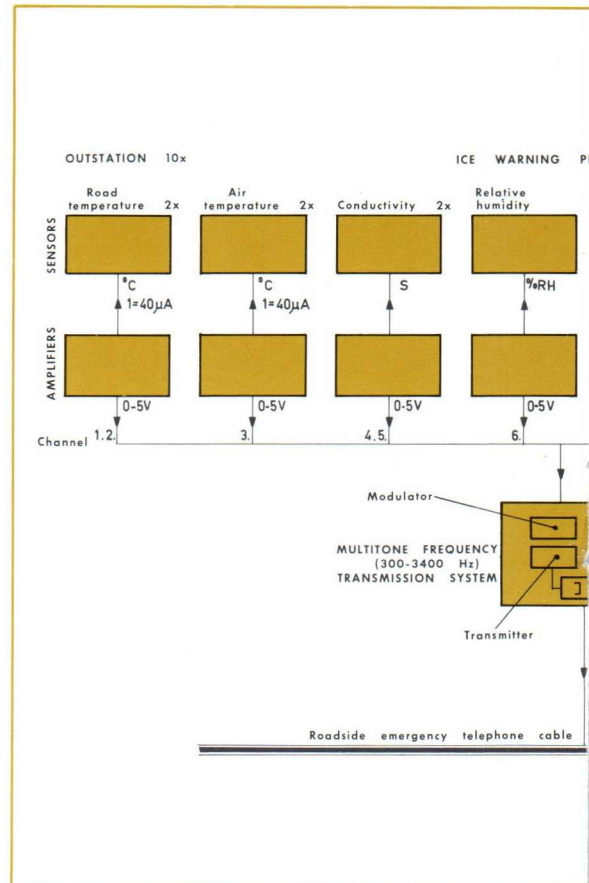 OUTSTATION 10x
ICE WARNING
Road temperature 2x
Air temperature 2x
Conductivity 2x
Relative humidity
SENSORS
°C
1=40µA
°C
1=40µA
S
%RH
AMPLIFIERS
0-5V
0-5V
0-5V
0-5V
Channel 1.2. 3. 4.5. 6.
Modulator
MULTITONE FREQUENCY
(300-3400 Hz)
TRANSMISSION SYSTEM
Transmitter
Roadside emergency telephone cable